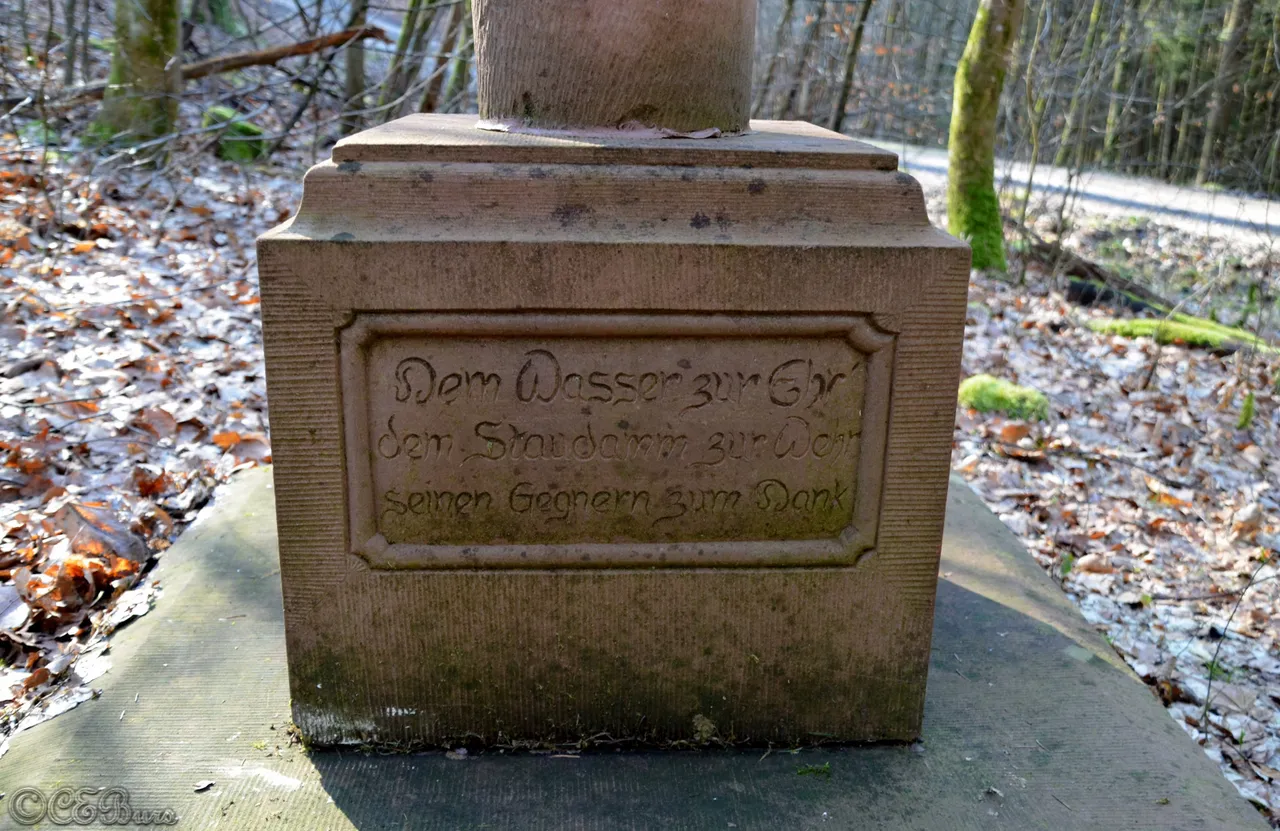 Dem Wasser zur Ehr'
dem Staudamm zur Wehr
seinen Gegnern zum Dank
©CEBurs